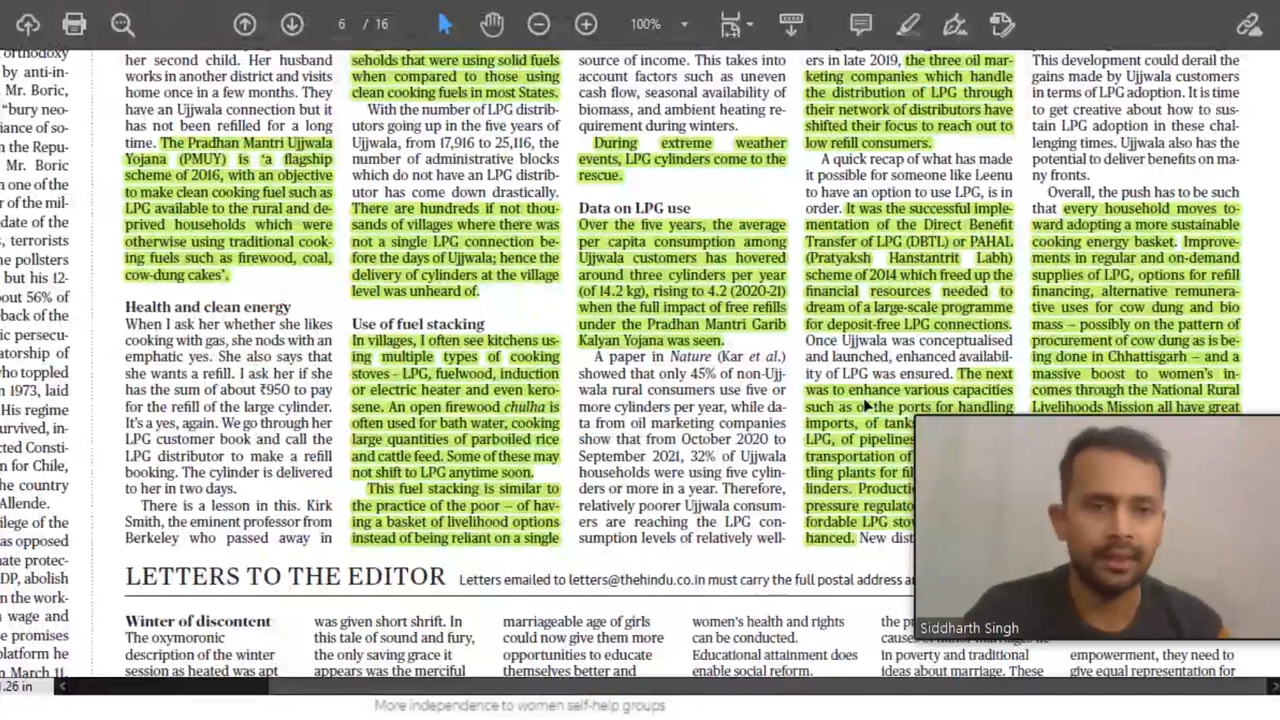 6 / 16
100%
orthodoxy
by anti-in-
Mr. Boric,
“bury neo-
iance of so-
n the Repu-
Mr. Boric
n one of the
r of the mil-
date of the
, terrorists
e pollsters
but his 12-
bout 56% of
eback of the
ic persecu-
atorship of
who toppled
n 1973, laid
His regime
urvived, in-
cted Consti-
n for Chile,
he country
Allende.
ilege of the
as opposed
nate protec-
DP, abolish
n the work-
wage and
e promises
platform he
n March 11,
her second child. Her husband
works in another district and visits
home once in a few months. They
have an Ujjwala connection but it
has not been refilled for a long
time. The Pradhan Mantri Ujjwala
Yojana (PMUY) is ‘a flagship
scheme of 2016, with an objective
to make clean cooking fuel such as
LPG available to the rural and de-
prived households which were
otherwise using traditional cook-
ing fuels such as firewood, coal,
cow-dung cakes’.
Health and clean energy
When I ask her whether she likes
cooking with gas, she nods with an
emphatic yes. She also says that
she wants a refill. I ask her if she
has the sum of about ₹950 to pay
for the refill of the large cylinder.
It’s a yes, again. We go through her
LPG customer book and call the
LPG distributor to make a refill
booking. The cylinder is delivered
to her in two days.
There is a lesson in this. Kirk
Smith, the eminent professor from
Berkeley who passed away in
seholds that were using solid fuels
when compared to those using
clean cooking fuels in most States.
With the number of LPG distrib-
utors going up in the five years of
Ujjwala, from 17,916 to 25,116, the
number of administrative blocks
which do not have an LPG distrib-
utor has come down drastically.
There are hundreds if not thou-
sands of villages where there was
not a single LPG connection be-
fore the days of Ujjwala; hence the
delivery of cylinders at the village
level was unheard of.
Use of fuel stacking
In villages, I often see kitchens us-
ing multiple types of cooking
stoves - LPG, fuelwood, induction
or electric heater and even kero-
sene. An open firewood chulha is
often used for bath water, cooking
large quantities of parboiled rice
and cattle feed. Some of these may
not shift to LPG anytime soon.
This fuel stacking is similar to
the practice of the poor – of hav-
ing a basket of livelihood options
instead of being reliant on a single
source of income. This takes into
account factors such as uneven
cash flow, seasonal availability of
biomass, and ambient heating re-
quirement during winters.
During extreme weather
events, LPG cylinders come to the
rescue.
Data on LPG use
Over the five years, the average
per capita consumption among
Ujjwala customers has hovered
around three cylinders per year
(of 14.2 kg), rising to 4.2 (2020-21)
when the full impact of free refills
under the Pradhan Mantri Garib
Kalyan Yojana was seen.
A paper in Nature (Kar et al.)
showed that only 45% of non-Ujj-
wala rural consumers use five or
more cylinders per year, while da-
ta from oil marketing companies
show that from October 2020 to
September 2021, 32% of Ujjwala
households were using five cylin-
ders or more in a year. Therefore,
relatively poorer Ujjwala consum-
ers are reaching the LPG con-
sumption levels of relatively well-
ers in late 2019, the three oil mar-
keting companies which handle
the distribution of LPG through
their network of distributors have
shifted their focus to reach out to
low refill consumers.
A quick recap of what has made
it possible for someone like Leenu
to have an option to use LPG, is in
order. It was the successful imple-
mentation of the Direct Benefit
Transfer of LPG (DBTL) or PAHAL
(Pratyaksh Hanstantrit Labh)
scheme of 2014 which freed up the
financial resources needed to
dream of a large-scale programme
for deposit-free LPG connections.
Once Ujjwala was conceptualised
and launched, enhanced availabil-
ity of LPG was ensured. The next
was to enhance various capacities
such as of the ports for handling
imports, of tank
LPG, of pipelines
transportation of
tling plants for fil
linders. Producti
pressure regulato
fordable LPG stov
hanced. New dist
This development could derail the
gains made by Ujjwala customers
in terms of LPG adoption. It is time
to get creative about how to sus-
tain LPG adoption in these chal-
lenging times. Ujjwala also has the
potential to deliver benefits on ma-
ny fronts.
Overall, the push has to be such
that every household moves to-
ward adopting a more sustainable
cooking energy basket. Improve-
ments in regular and on-demand
supplies of LPG, options for refill
financing, alternative remunera-
tive uses for cow dung and bio
mass – possibly on the pattern of
procurement of cow dung as is be-
ing done in Chhattisgarh – and a
massive boost to women’s in-
comes through the National Rural
Livelihoods Mission all have great
LETTERS TO THE EDITOR Letters emailed to letters@thehindu.co.in must carry the full postal address a
Winter of discontent
The oxymoronic
description of the winter
session as heated was apt
was given short shrift. In
this tale of sound and fury,
the only saving grace it
appears was the merciful
marriageable age of girls
could now give them more
opportunities to educate
themselves better and
women’s health and rights
can be conducted.
Educational attainment does
enable social reform.
in poverty and traditional
ideas about marriage. These
empowerment, they need to
give equal representation for
Siddharth Singh
1.26 in
More independence to women self-help groups